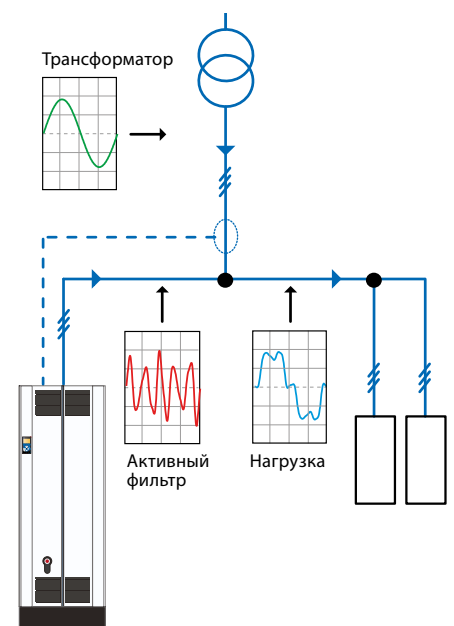 Трансформатор
Активный
фильтр
Нагрузка